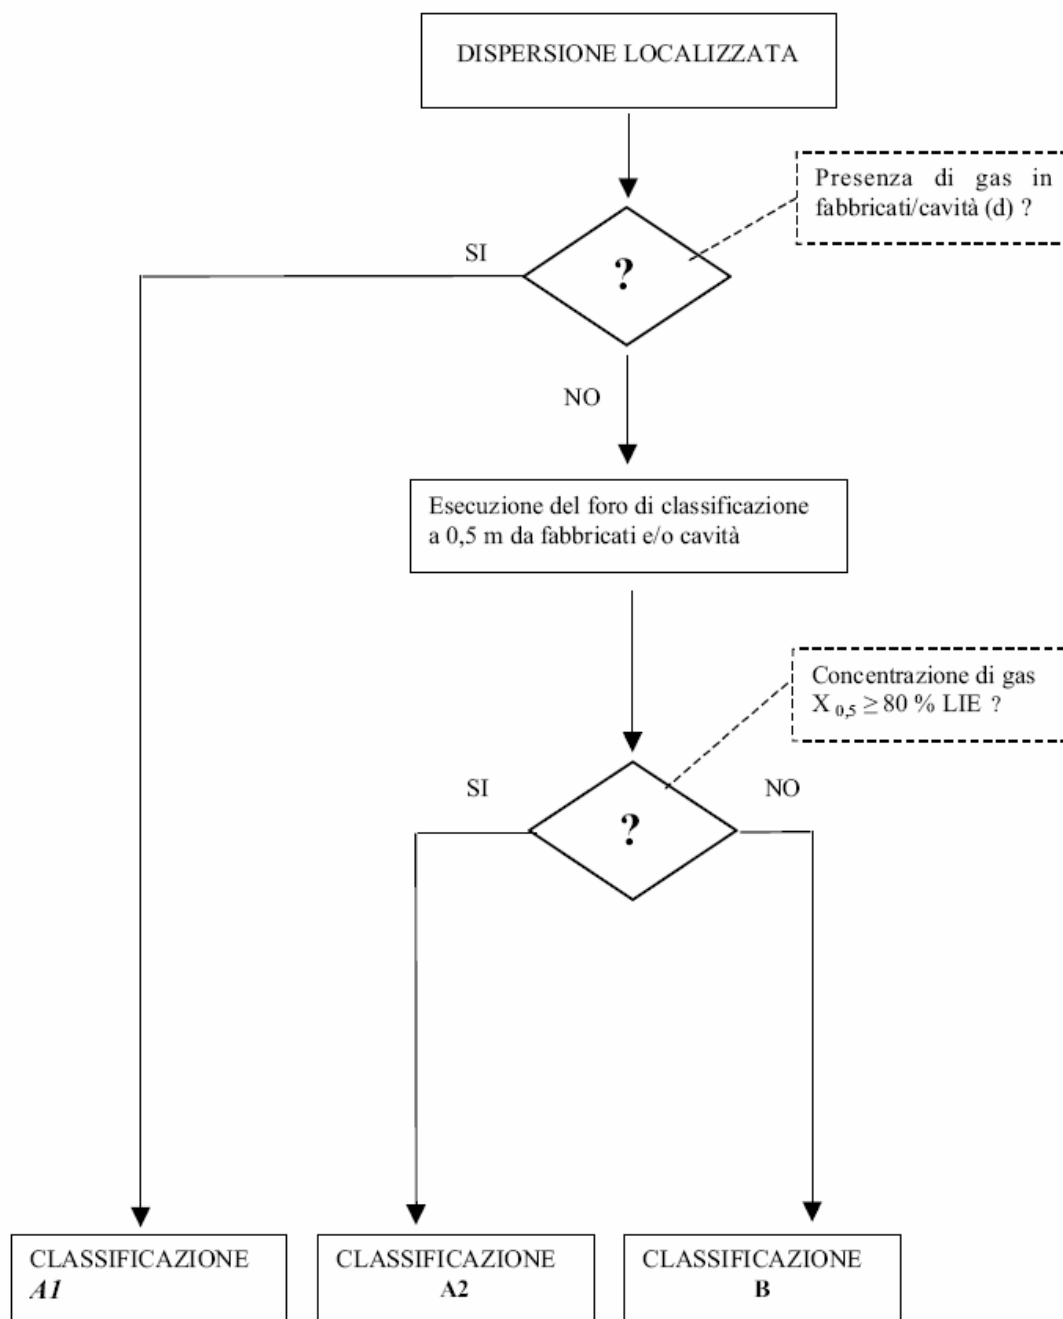 DISPERSIONE LOCALIZZATA
Presenza di gas in
fabbricati/cavità (d) ?
SI
?
NO
Esecuzione del foro di classificazione
a 0,5 m da fabbricati e/o cavità
Concentrazione di gas
X 0,5 ≥ 80 % LIE ?
SI
NO
?
CLASSIFICAZIONE
A1
CLASSIFICAZIONE
A2
CLASSIFICAZIONE
B